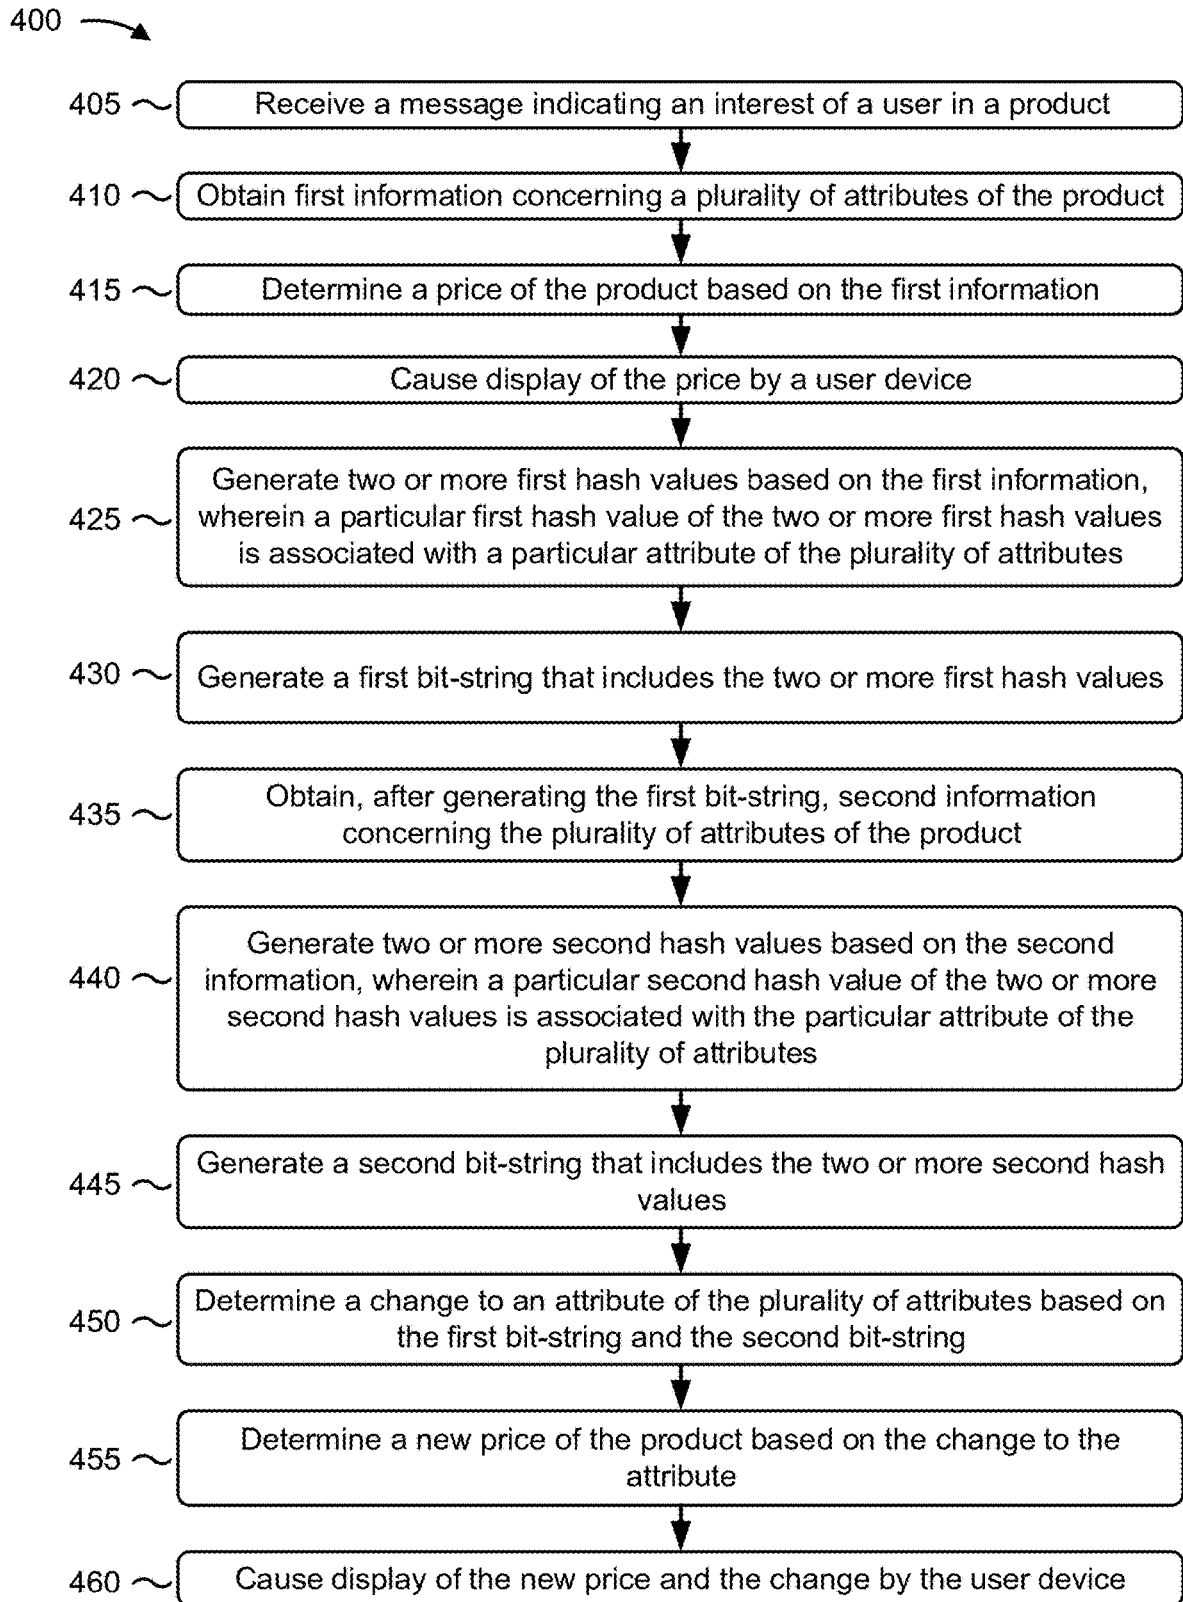 400
405 Receive a message indicating an interest of a user in a product
410 Obtain first information concerning a plurality of attributes of the product
415 Determine a price of the product based on the first information
420 Cause display of the price by a user device
Generate two or more first hash values based on the first information,
425 wherein a particular first hash value of the two or more first hash values
is associated with a particular attribute of the plurality of attributes
430 Generate a first bit-string that includes the two or more first hash values
Obtain, after generating the first bit-string, second information
435 concerning the plurality of attributes of the product
Generate two or more second hash values based on the second
440 information, wherein a particular second hash value of the two or more
second hash values is associated with the particular attribute of the
plurality of attributes
Generate a second bit-string that includes the two or more second hash
445 values
Determine a change to an attribute of the plurality of attributes based on
450 the first bit-string and the second bit-string
Determine a new price of the product based on the change to the
455 attribute
460 Cause display of the new price and the change by the user device